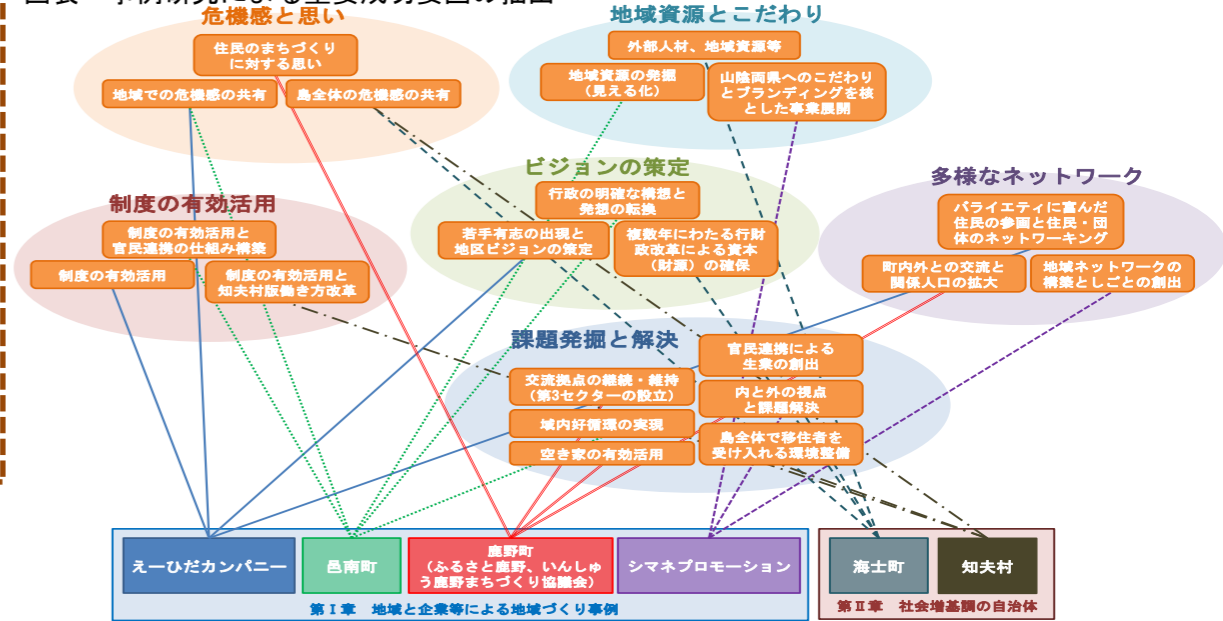 図表 事例研究による主要成功要因の抽出
危機感と思い
住民のまちづくり
に対する思い
地域での危機感の共有
島全体の危機感の共有
地域資源とこだわり
外部人材、地域資源等
地域資源の発掘
(見える化)
山陰両県へのこだわり
とブランディングを核
とした事業展開
制度の有効活用
制度の有効活用と
官民連携の仕組み構築
制度の有効活用
制度の有効活用と
知夫村版働き方改革
ビジョンの策定
行政の明確な構想と
発想の転換
若手有志の出現と
地区ビジョンの策定
複数年にわたる行財
政改革による資本
(財源)の確保
多様なネットワーク
バライエティに富んだ
住民の参画と住民・団
体のネットワーキング
町内外との交流と
関係人口の拡大
地域ネットワークの
構築としごとの創出
課題発掘と解決
官民連携による
生業の創出
交流拠点の継続・維持
(第3セクターの設立)
内と外の視点
と課題解決
域内好循環の実現
島全体で移住者を
受け入れる環境整備
空き家の有効活用
えーひだカンパニー
邑南町
鹿野町
(ふるさと鹿野、いんしゅ
う鹿野まちづくり協議会)
シマネプロモーション
海士町
知夫村
第Ⅰ章 地域と企業等による地域づくり事例
第Ⅱ章 社会増基調の自治体